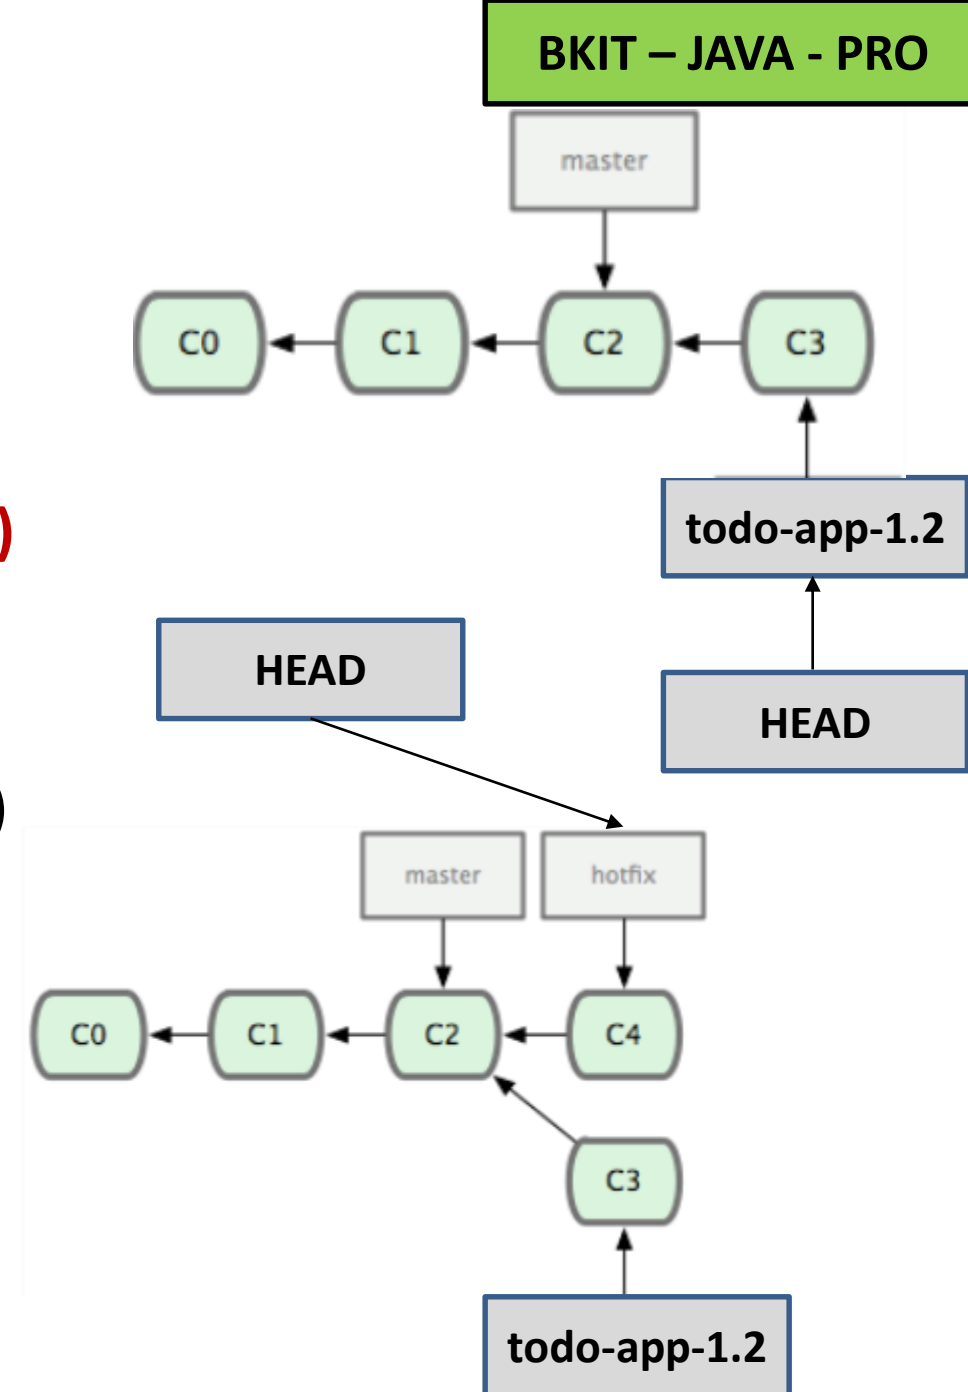 BKIT – JAVA - PRO
master
C0 C1 C2 C3
)
todo-app-1.2
HEAD
HEAD
)
master hotfix
C0 C1 C2 C4
C3
todo-app-1.2